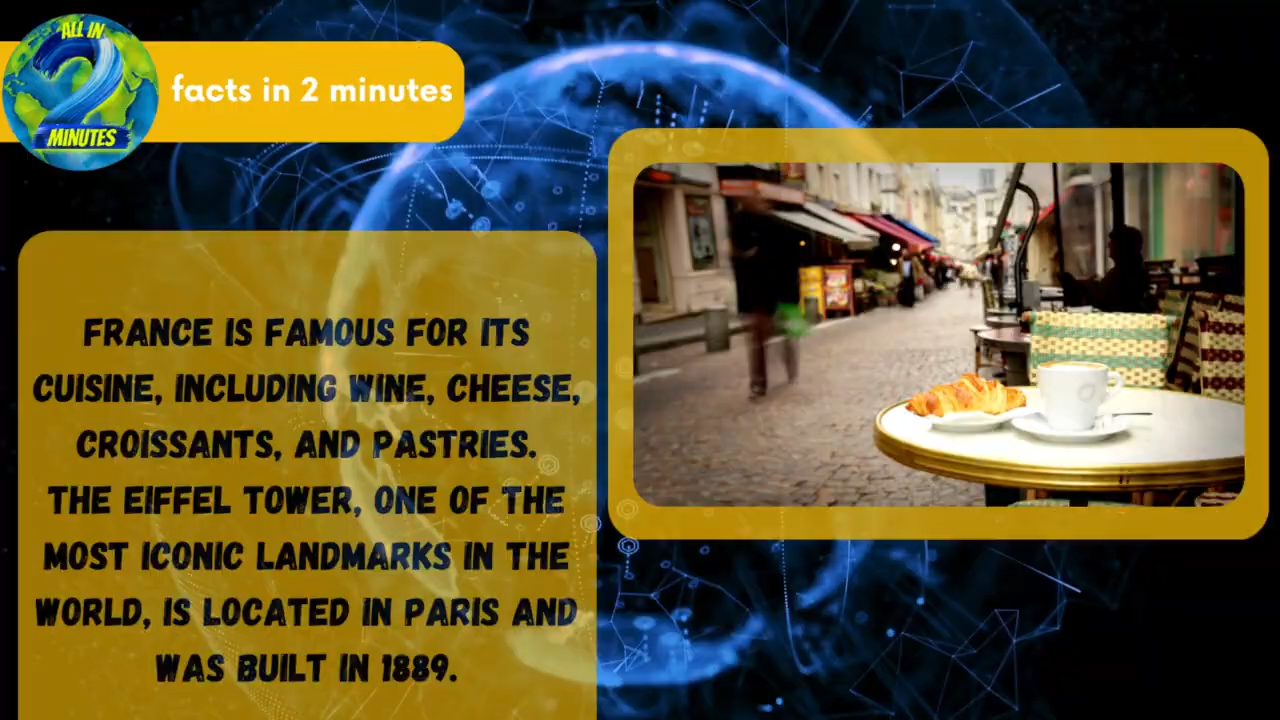 ALL IN
2
MINUTES
facts in 2 minutes
FRANCE IS FAMOUS FOR ITS
CUISINE, INCLUDING WINE, CHEESE,
CROISSANTS, AND PASTRIES.
THE EIFFEL TOWER, ONE OF THE
MOST ICONIC LANDMARKS IN THE
WORLD, IS LOCATED IN PARIS AND
WAS BUILT IN 1889.